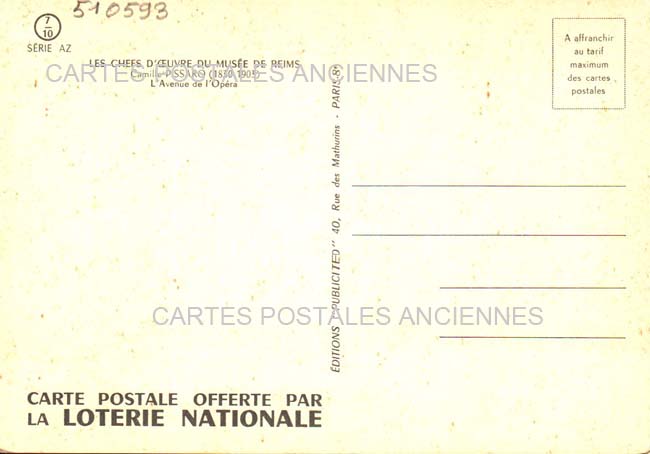 510593
7
10
SÉRIE AZ
LES CHEFS D'ŒUVRE DU MUSÉE DE REIMS
Camille PISSARO (1830-1903)
L'Avenue de l'Opéra
CARTES POSTALES ANCIENNES
A affranchir
au tarif
maximum
des cartes
postales
ÉDITIONS "PUBLICITED" 40, Rue des Mathurins - PARIS-8e
CARTES POSTALES ANCIENNES
CARTE POSTALE OFFERTE PAR
LA LOTERIE NATIONALE